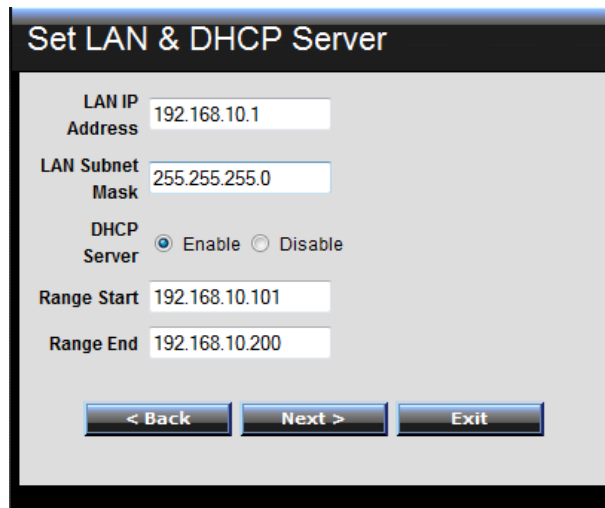 Set LAN & DHCP Server
LAN IP
Address
192.168.10.1
LAN Subnet
Mask
255.255.255.0
DHCP
Server
Enable Disable
Range Start 192.168.10.101
Range End 192.168.10.200
< Back Next > Exit